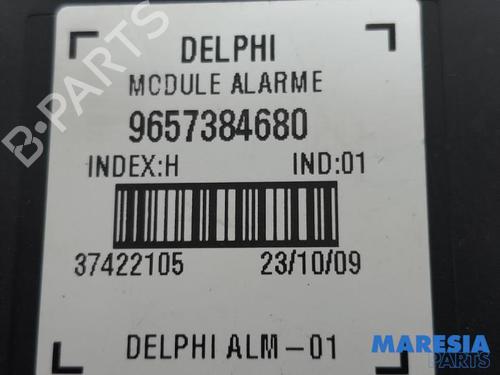 DELPHI
MODULE ALARME
9657384680
INDEX:H IND:01
37422105 23/10/09
DELPHI ALM-01
B-PARTS
MARESIA
PARTS